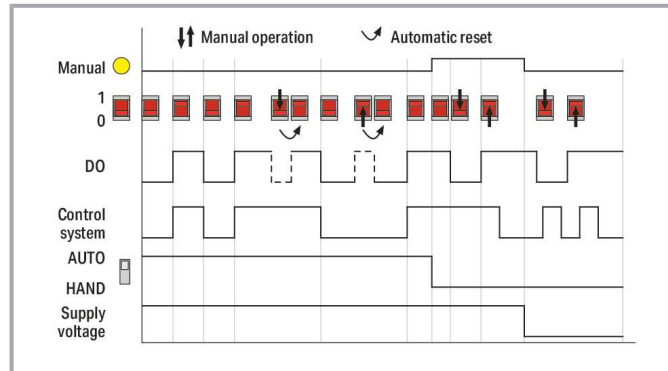 Manual operation
Automatic reset
Manual
1
0
DO
Control
system
AUTO
HAND
Supply
voltage